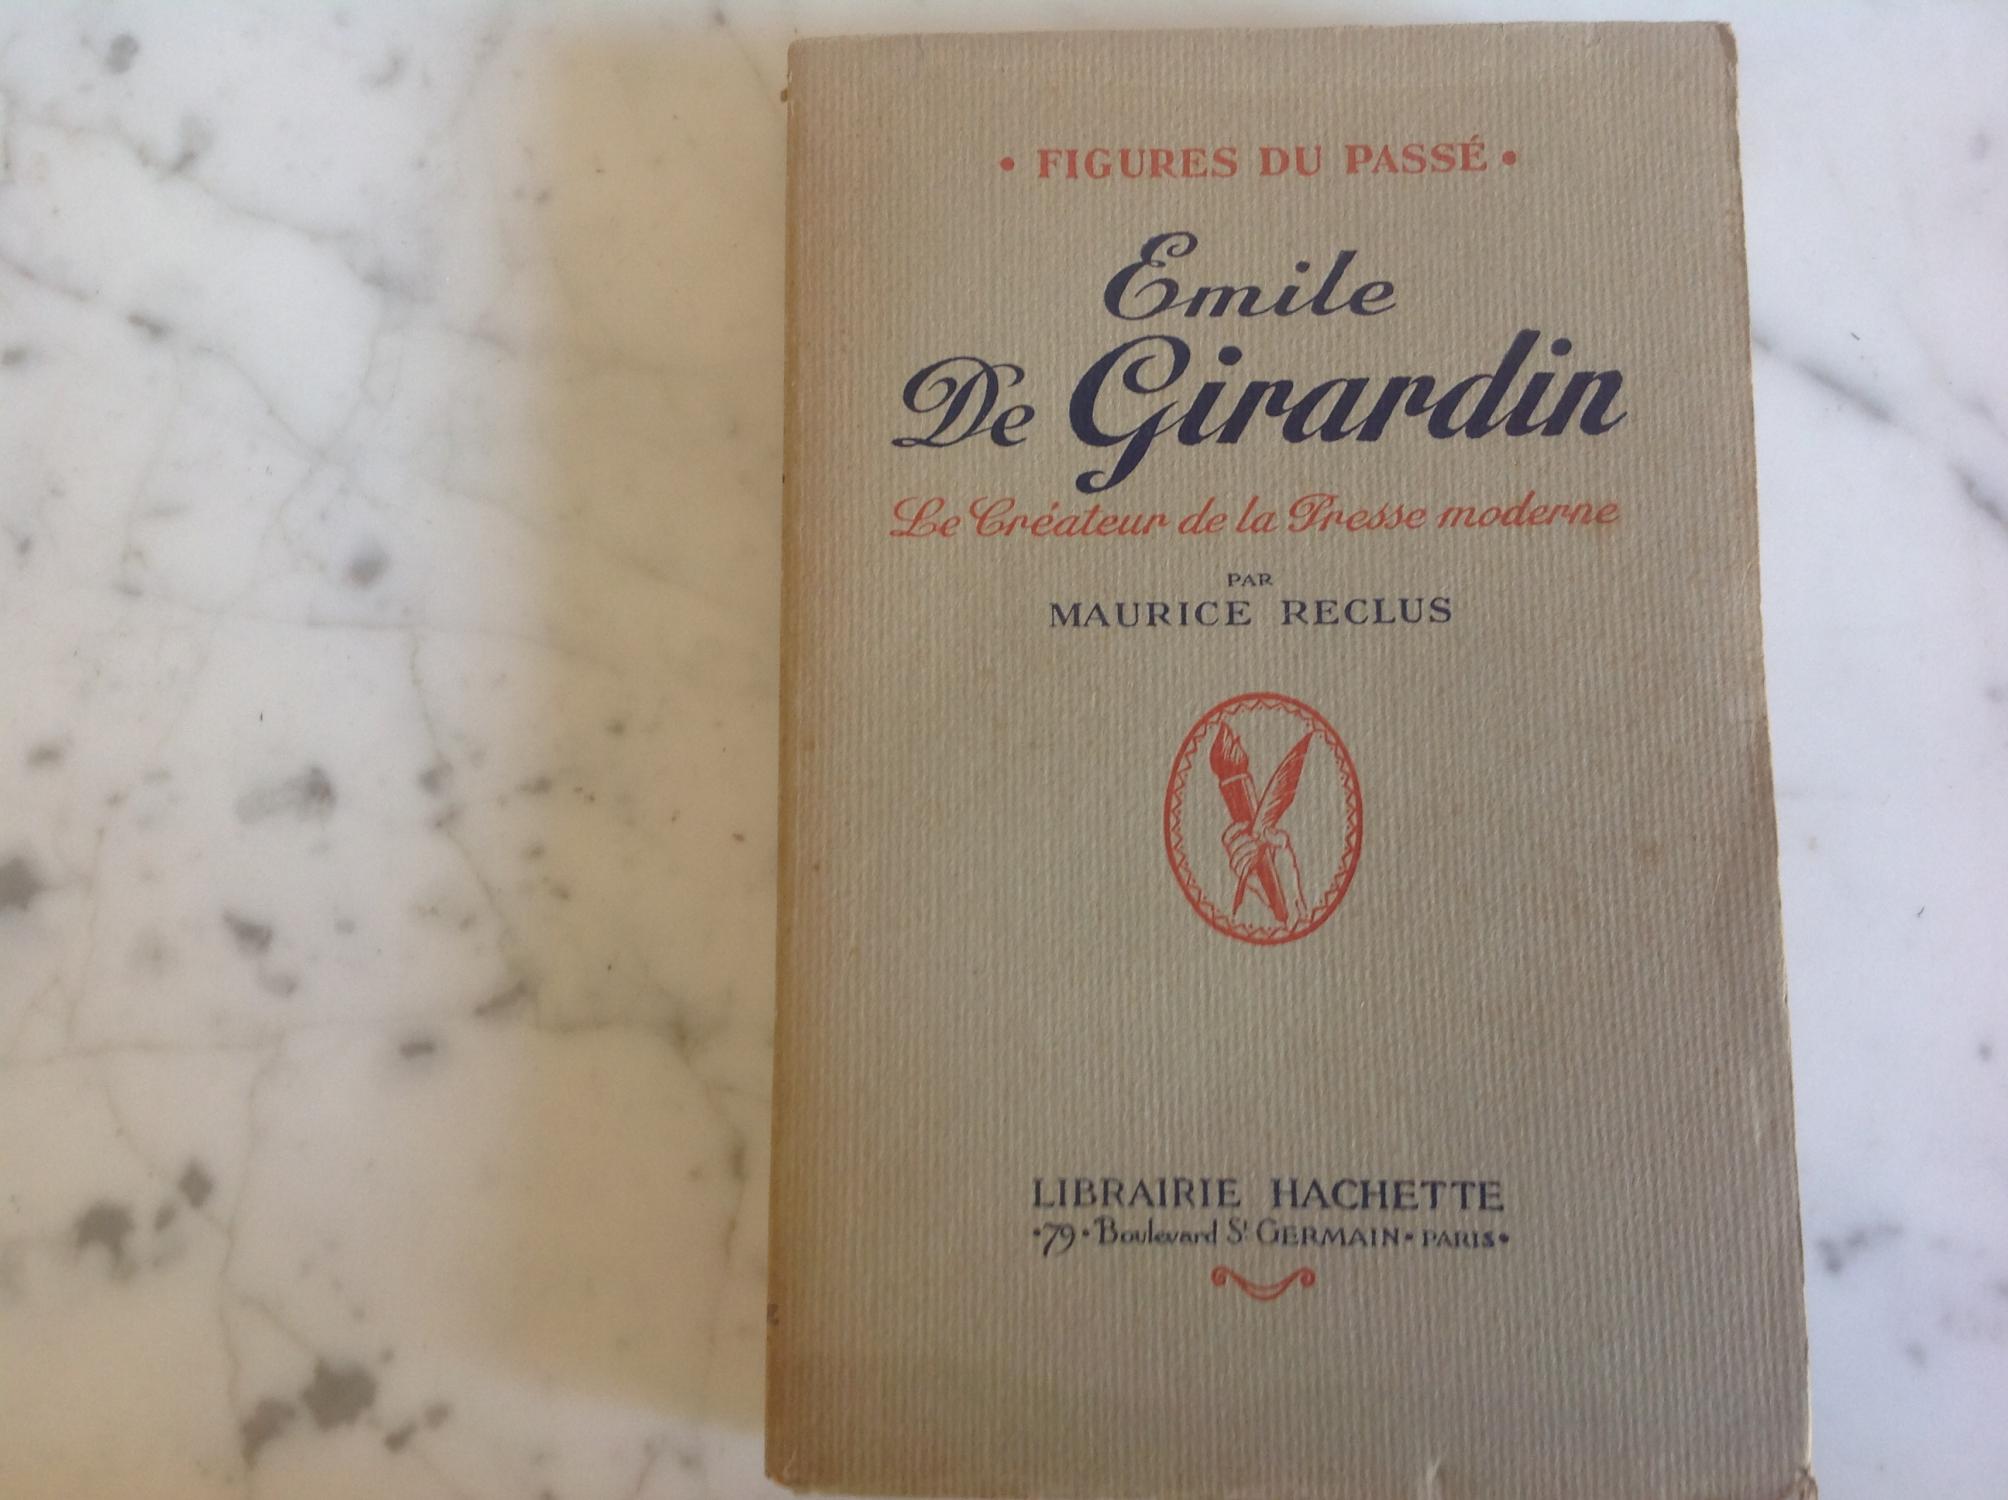 • FIGURES DU PASSÉ •
Emile
De Girardin
Le Créateur de la Presse moderne
PAR
MAURICE RECLUS
LIBRAIRIE HACHETTE
•79•Boulevard St GERMAIN•PARIS•